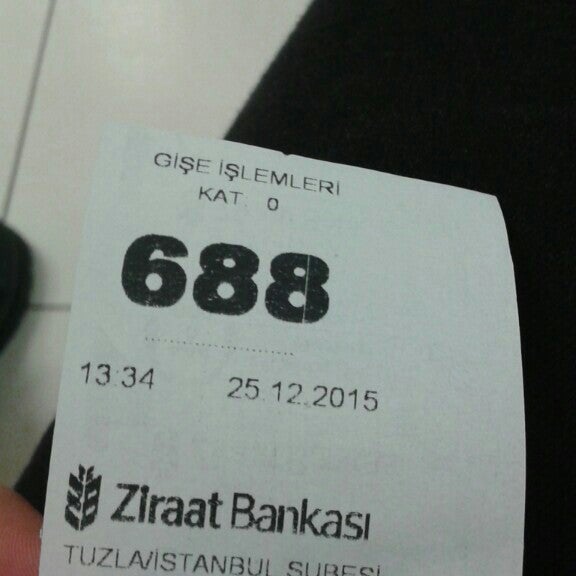 GİŞE İŞLEMLERİ
KAT. 0
688
13:34 25.12.2015
Ziraat Bankası
TUZLA/İSTANBUL ŞUBESİ